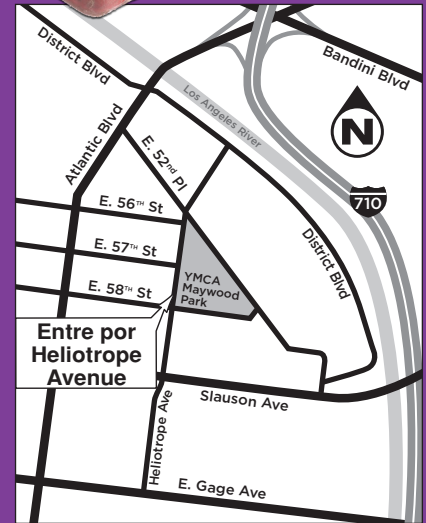 District Blvd
Bandini Blvd
Los Angeles River
Atlantic Blvd
E. 52nd Pl
N
E. 56TH St
710
E. 57TH St
District Blvd
YMCA
Maywood
Park
E. 58TH St
Entre por
Heliotrope
Avenue
Slauson Ave
Heliotrope Ave
E. Gage Ave